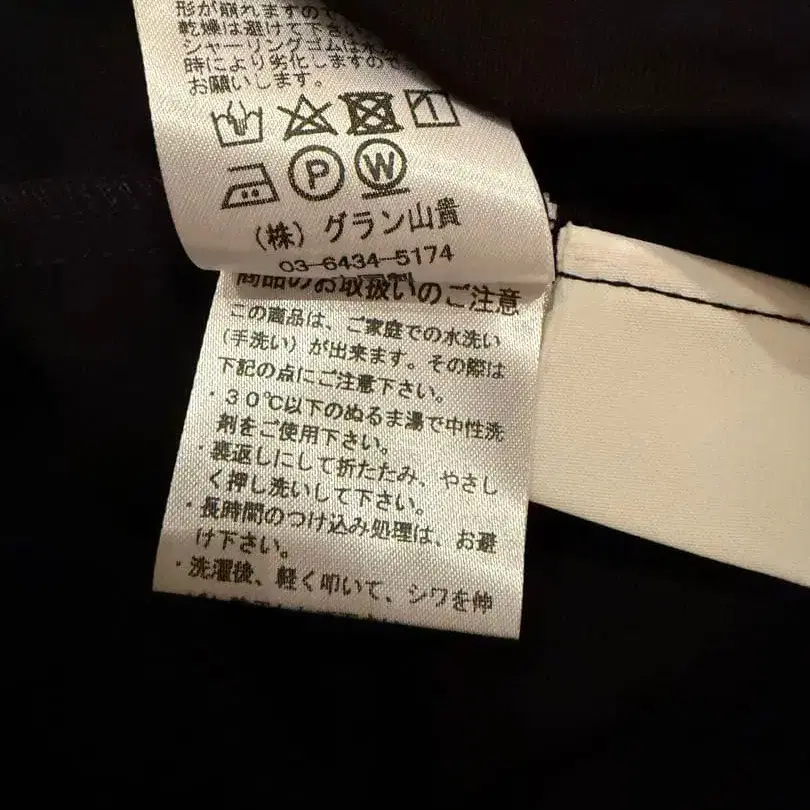 形が崩れますので
乾燥は避けて下さい
シャーリングゴムは水
時により劣化しますので
お願いします。
P W
(株) グラン山貴
03-6434-5174
商品のお取扱いのご注意
この商品は、ご家庭での水洗い
(手洗い)が出来ます。その際は
下記の点にご注意下さい。
・30℃以下のぬるま湯で中性洗
剤をご使用下さい。
・裏返しにして折たたみ、やさし
く押し洗いして下さい。
・長時間のつけ込み処理は、お避
け下さい。
・洗濯後、軽く叩いて、シワを伸